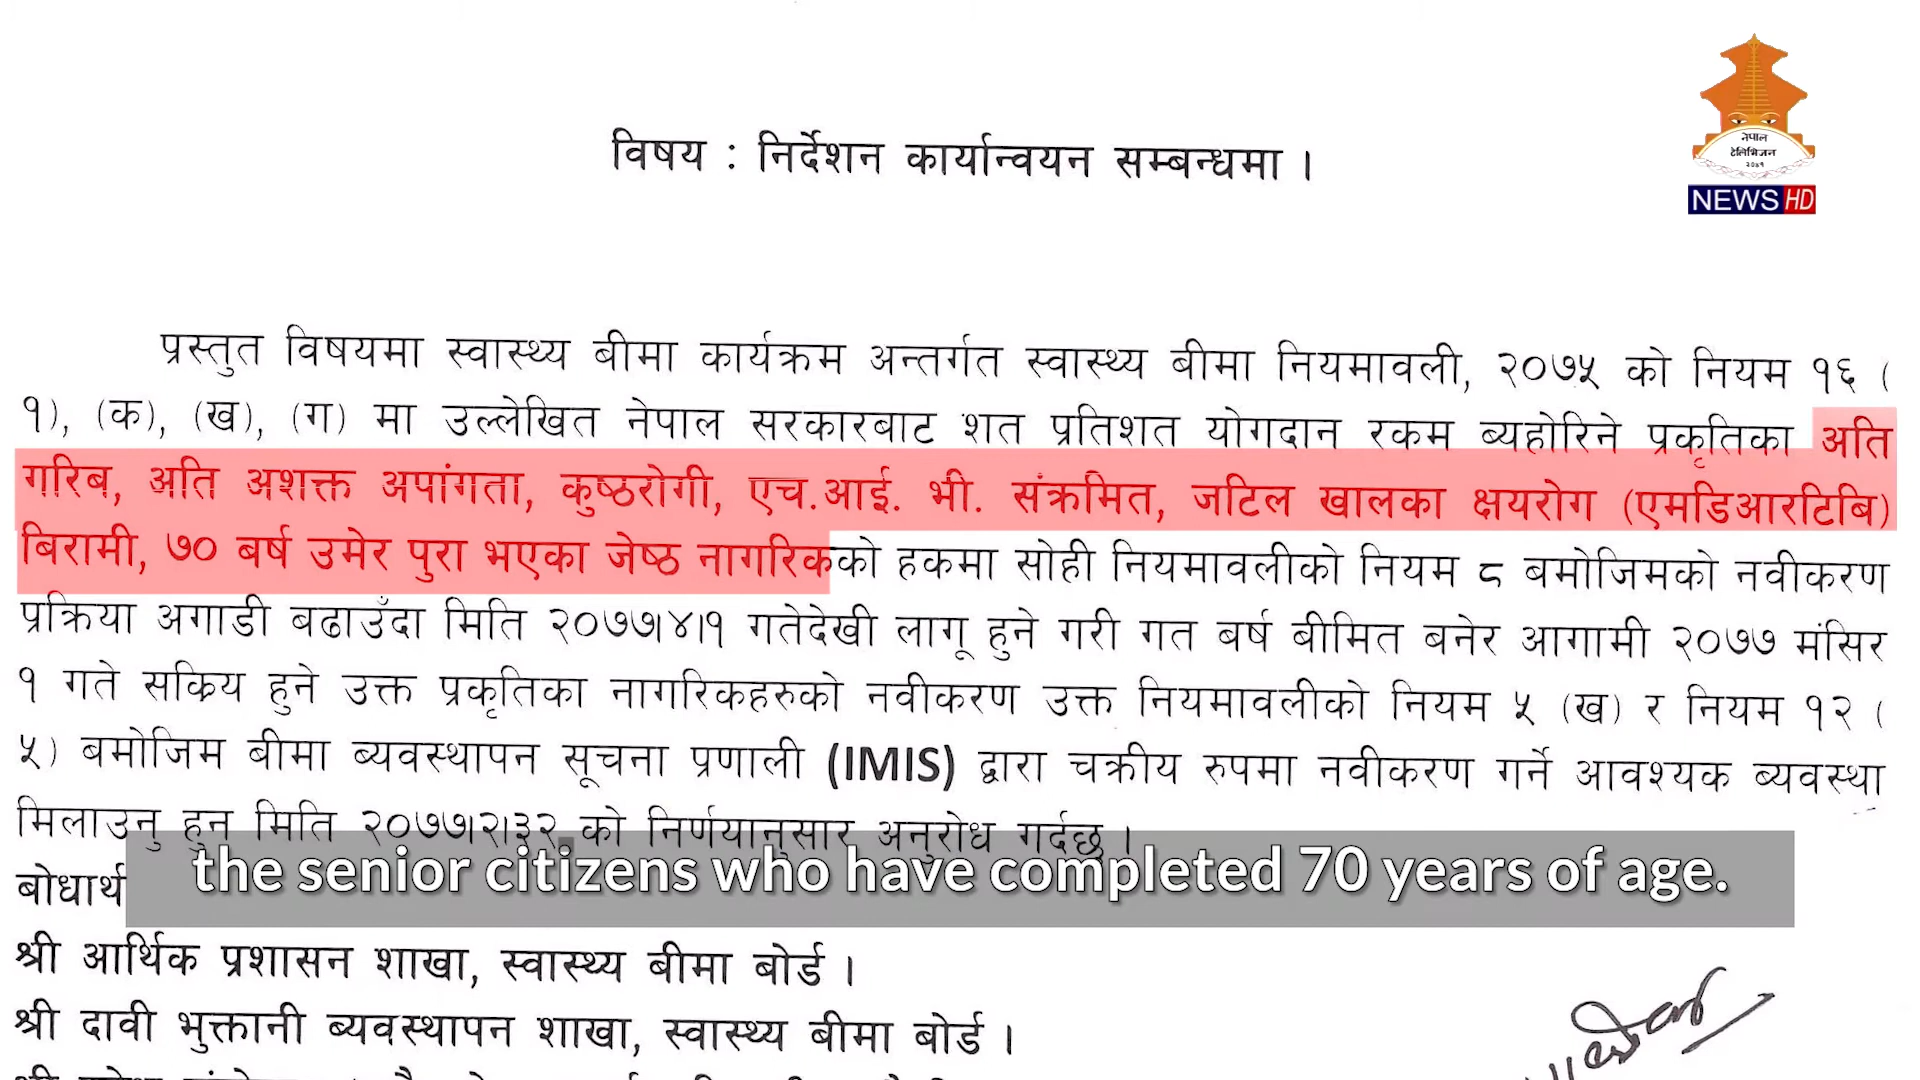 नेपाल
टेलिभिजन
२०४१
NEWS HD
विषय : निर्देशन कार्यान्वयन सम्बन्धमा ।
प्रस्तुत विषयमा स्वास्थ्य बीमा कार्यक्रम अन्तर्गत स्वास्थ्य बीमा नियमावली, २०७५ को नियम १६ (
१), (क), (ख), (ग) मा उल्लेखित नेपाल सरकारबाट शत प्रतिशत योगदान रकम ब्यहोरिने प्रकृतिका अति
गरिब, अति अशक्त अपांगता, कुष्ठरोगी, एच.आई. भी. संक्रमित, जटिल खालका क्षयरोग (एमडिआरटिबि)
बिरामी, ७० बर्ष उमेर पुरा भएका जेष्ठ नागरिकको हकमा सोही नियमावलीको नियम ८ बमोजिमको नवीकरण
प्रक्रिया अगाडी बढाउँदा मिति २०७७।४।१ गतेदेखी लागू हुने गरी गत बर्ष बीमित बनेर आगामी २०७७ मंसिर
१ गते सक्रिय हुने उक्त प्रकृतिका नागरिकहरुको नवीकरण उक्त नियमावलीको नियम ५ (ख) र नियम १२ (
५) बमोजिम बीमा ब्यवस्थापन सूचना प्रणाली (IMIS) द्वारा चक्रीय रुपमा नवीकरण गर्ने आवश्यक ब्यवस्था
मिलाउनु हुन मिति २०७७।२।३२ को निर्णयानुसार अनुरोध गर्दछु ।
the senior citizens who have completed 70 years of age.
बोधार्थ
श्री आर्थिक प्रशासन शाखा, स्वास्थ्य बीमा बोर्ड ।
श्री दावी भुक्तानी ब्यवस्थापन शाखा, स्वास्थ्य बीमा बोर्ड ।